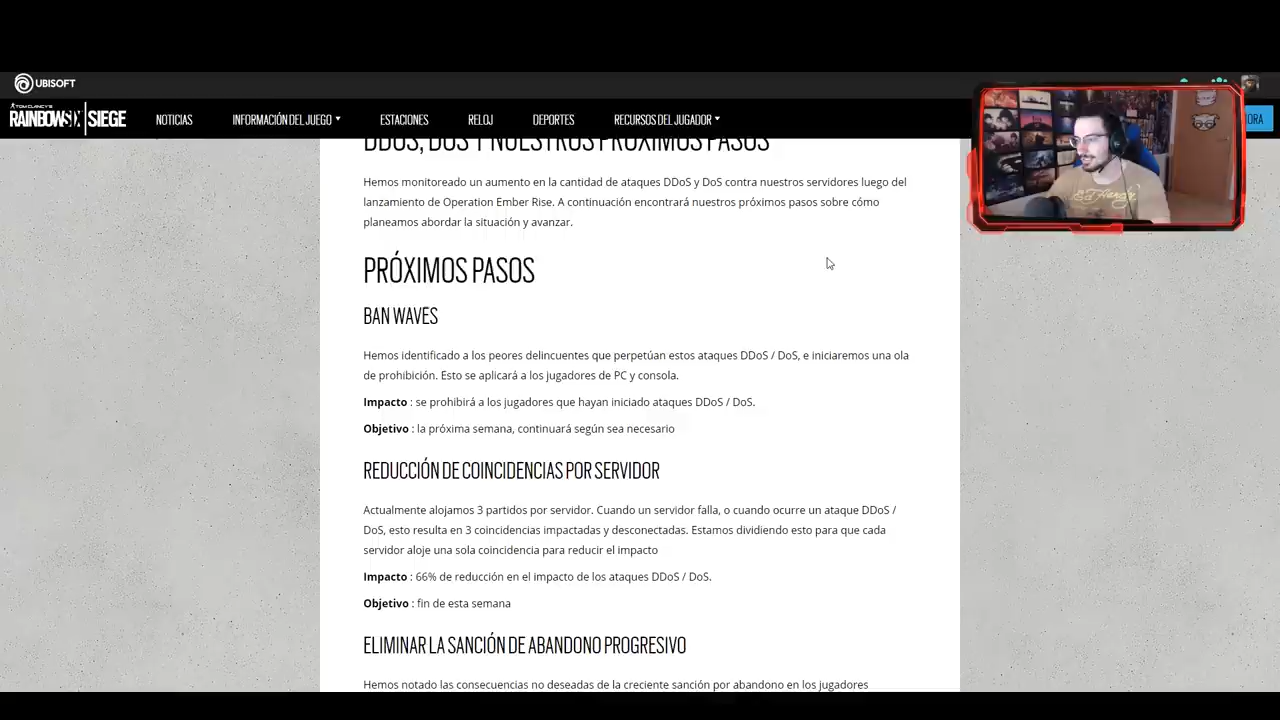 UBISOFT
TOM CLANCY'S
RAINBOW SIX | SIEGE
NOTICIAS
INFORMACIÓN DEL JUEGO
ESTACIONES
RELOJ
DEPORTES
RECURSOS DEL JUGADOR
HORA
DDOS, DOS Y NUESTROS PRÓXIMOS PASOS
Hemos monitoreado un aumento en la cantidad de ataques DDoS y DoS contra nuestros servidores luego del
lanzamiento de Operation Ember Rise. A continuación encontrará nuestros próximos pasos sobre cómo
planeamos abordar la situación y avanzar.
PRÓXIMOS PASOS
BAN WAVES
Hemos identificado a los peores delincuentes que perpetúan estos ataques DDoS / DoS, e iniciaremos una ola
de prohibición. Esto se aplicará a los jugadores de PC y consola.
Impacto : se prohibirá a los jugadores que hayan iniciado ataques DDoS / DoS.
Objetivo : la próxima semana, continuará según sea necesario
REDUCCIÓN DE COINCIDENCIAS POR SERVIDOR
Actualmente alojamos 3 partidos por servidor. Cuando un servidor falla, o cuando ocurre un ataque DDoS /
DoS, esto resulta en 3 coincidencias impactadas y desconectadas. Estamos dividiendo esto para que cada
servidor aloje una sola coincidencia para reducir el impacto
Impacto : 66% de reducción en el impacto de los ataques DDoS / DoS.
Objetivo : fin de esta semana
ELIMINAR LA SANCIÓN DE ABANDONO PROGRESIVO
Hemos notado las consecuencias no deseadas de la creciente sanción por abandono en los jugadores